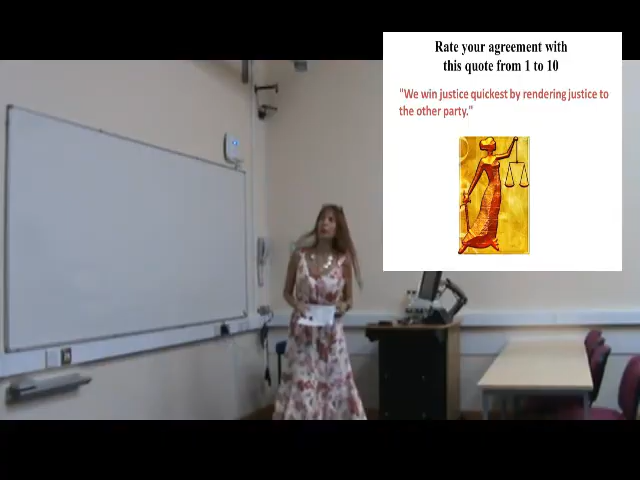 Rate your agreement with
this quote from 1 to 10
"We win justice quickest by rendering justice to
the other party."